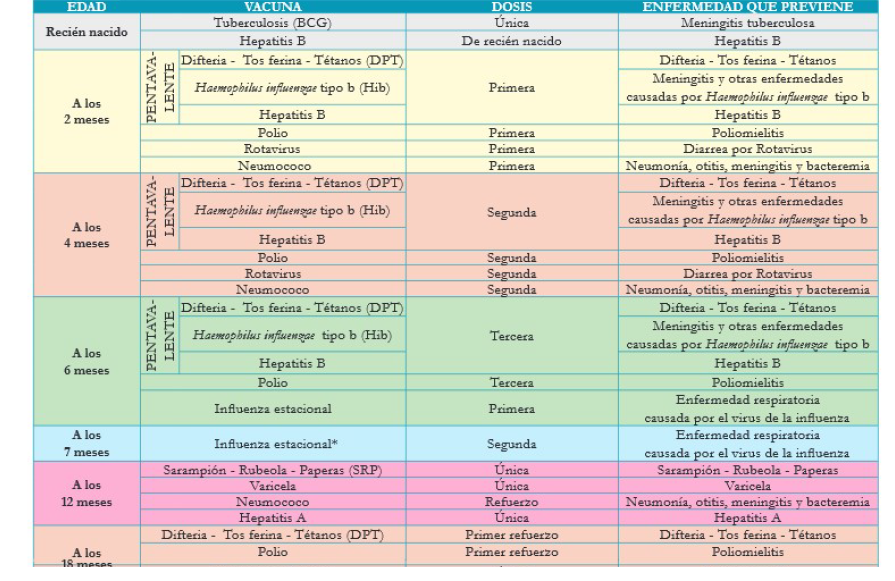 EDAD VACUNA DOSIS ENFERMEDAD QUE PREVIENE
Recién nacido
Tuberculosis (BCG) Única Meningitis tuberculosa
Hepatitis B De recién nacido Hepatitis B
A los
2 meses
PENTAVA-
LENTE
Difteria - Tos ferina - Tétanos (DPT)
Haemophilus influenzae tipo b (Hib)
Hepatitis B
Primera
Difteria - Tos ferina - Tétanos
Meningitis y otras enfermedades
causadas por Haemophilus influenzae tipo b
Hepatitis B
Polio Primera Poliomielitis
Rotavirus Primera Diarrea por Rotavirus
Neumococo Primera Neumonía, otitis, meningitis y bacteremia
A los
4 meses
PENTAVA-
LENTE
Difteria - Tos ferina - Tétanos (DPT)
Haemophilus influenzae tipo b (Hib)
Hepatitis B
Segunda
Difteria - Tos ferina - Tétanos
Meningitis y otras enfermedades
causadas por Haemophilus influenzae tipo b
Hepatitis B
Polio Segunda Poliomielitis
Rotavirus Segunda Diarrea por Rotavirus
Neumococo Segunda Neumonía, otitis, meningitis y bacteremia
A los
6 meses
PENTAVA-
LENTE
Difteria - Tos ferina - Tétanos (DPT)
Haemophilus influenzae tipo b (Hib)
Hepatitis B
Tercera
Difteria - Tos ferina - Tétanos
Meningitis y otras enfermedades
causadas por Haemophilus influenzae tipo b
Hepatitis B
Polio Tercera Poliomielitis
Influenza estacional Primera
Enfermedad respiratoria
causada por el virus de la influenza
A los
7 meses
Influenza estacional* Segunda
Enfermedad respiratoria
causada por el virus de la influenza
A los
12 meses
Sarampión - Rubeola - Paperas (SRP) Única Sarampión - Rubeola - Paperas
Varicela Única Varicela
Neumococo Refuerzo Neumonía, otitis, meningitis y bacteremia
Hepatitis A Única Hepatitis A
A los
18 meses
Difteria - Tos ferina - Tétanos (DPT) Primer refuerzo Difteria - Tos ferina - Tétanos
Polio Primer refuerzo Poliomielitis